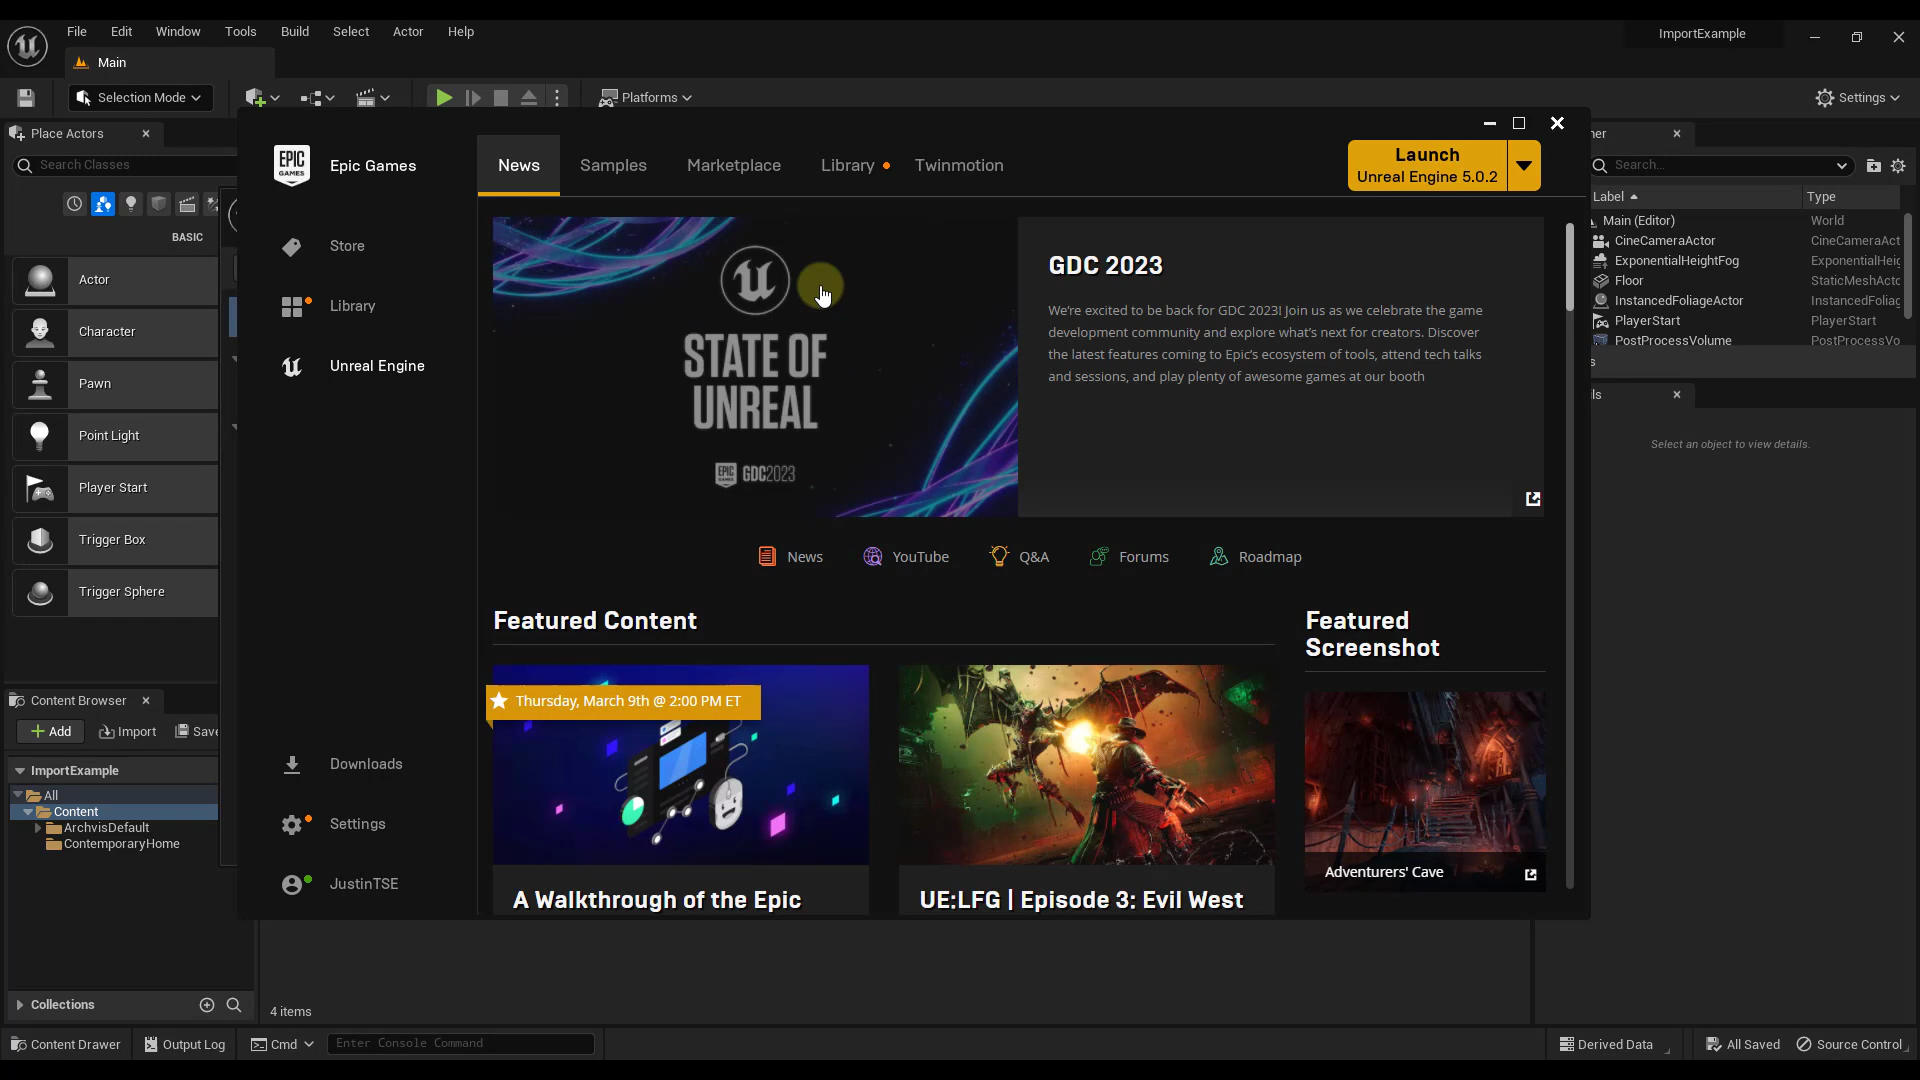 File Edit Window Tools Build Select Actor Help
ImportExample
Main
Selection Mode
Platforms
Settings
Place Actors
Search Classes
BASIC
Actor
Character
Pawn
Point Light
Player Start
Trigger Box
Trigger Sphere
Content Browser
Add Import Save
ImportExample
All
Content
ArchvisDefault
ContemporaryHome
Collections
4 items
Content Drawer Output Log Cmd Enter Console Command
Derived Data All Saved Source Control
EPIC GAMES
Epic Games
Store
Library
Unreal Engine
Downloads
Settings
JustinTSE
News Samples Marketplace Library Twinmotion
Launch
Unreal Engine 5.0.2
STATE OF
UNREAL
EPIC GAMES GDC2023
GDC 2023
We're excited to be back for GDC 2023! Join us as we celebrate the game
development community and explore what's next for creators. Discover
the latest features coming to Epic's ecosystem of tools, attend tech talks
and sessions, and play plenty of awesome games at our booth
News YouTube Q&A Forums Roadmap
Featured Content
Thursday, March 9th @ 2:00 PM ET
A Walkthrough of the Epic
UE:LFG | Episode 3: Evil West
Featured
Screenshot
Adventurers' Cave
ner
Search...
Label Type
Main (Editor) World
CineCameraActor CineCameraAct
ExponentialHeightFog ExponentialHeig
Floor StaticMeshActo
InstancedFoliageActor InstancedFoliag
PlayerStart PlayerStart
PostProcessVolume PostProcessVo
s
ls
Select an object to view details.